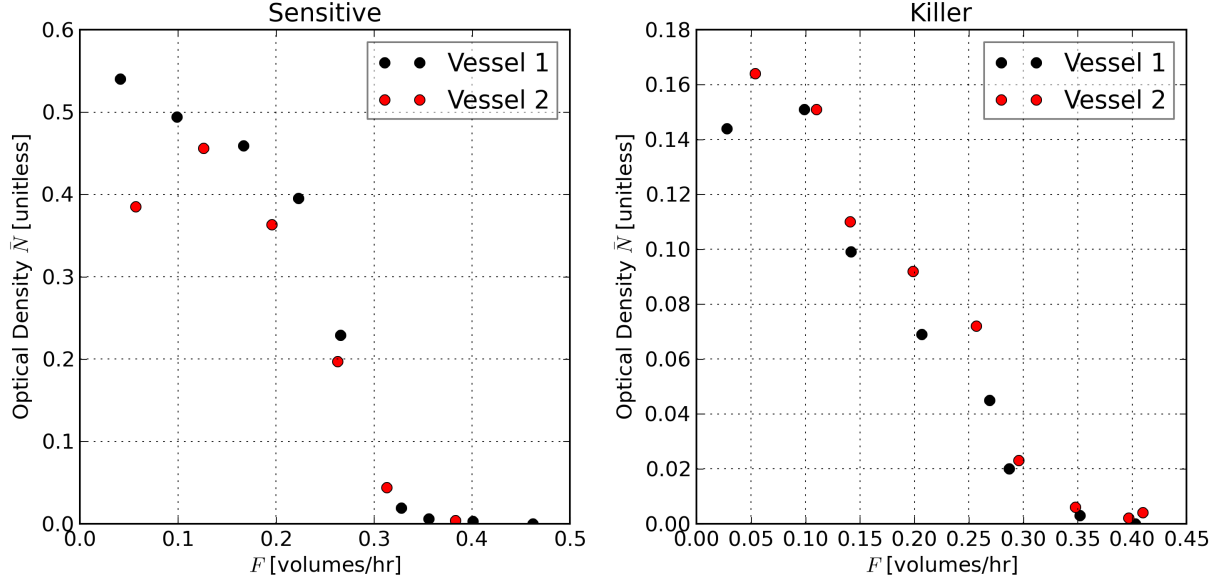 Sensitive
0.6
0.5
0.4
0.3
0.2
0.1
0.0
Optical Density N̄ [unitless]
Vessel 1
Vessel 2
0.0 0.1 0.2 0.3 0.4 0.5
F [volumes/hr]
Killer
0.18
0.16
0.14
0.12
0.10
0.08
0.06
0.04
0.02
0.00
Optical Density N̄ [unitless]
Vessel 1
Vessel 2
0.00 0.05 0.10 0.15 0.20 0.25 0.30 0.35 0.40 0.45
F [volumes/hr]